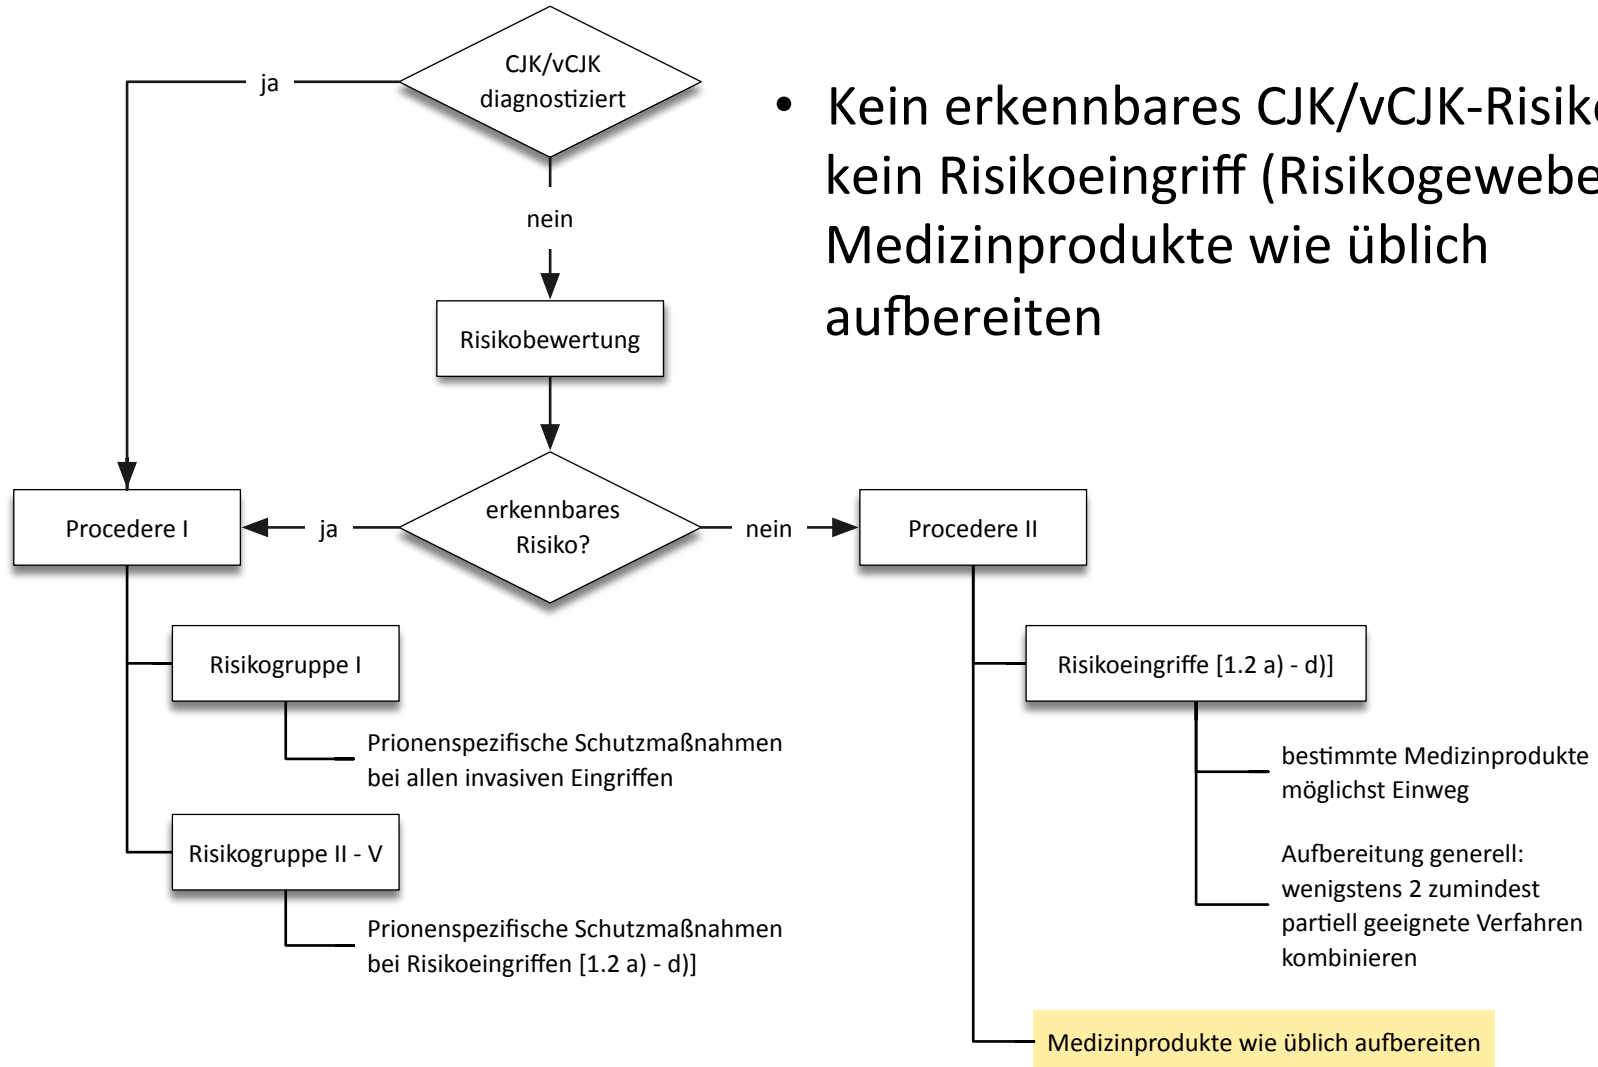 CJK/vCJK
diagnostiziert
ja
nein
Risikobewertung
erkennbares
Risiko?
ja
nein
Procedere I
Procedere II
Risikogruppe I
Prionenspezifische Schutzmaßnahmen
bei allen invasiven Eingriffen
Risikogruppe II - V
Prionenspezifische Schutzmaßnahmen
bei Risikoeingriffen [1.2 a) - d)]
Risikoeingriffe [1.2 a) - d)]
bestimmte Medizinprodukte
möglichst Einweg
Aufbereitung generell:
wenigstens 2 zumindest
partiell geeignete Verfahren
kombinieren
Medizinprodukte wie üblich aufbereiten
• Kein erkennbares CJK/vCJK-Risiko
kein Risikoeingriff (Risikogewebe
Medizinprodukte wie üblich
aufbereiten